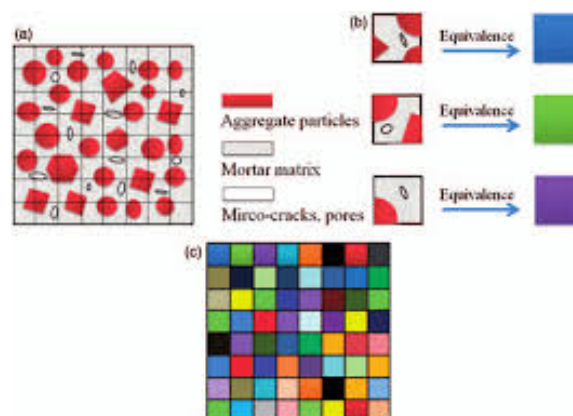 (a)
(b)
Equivalence
Aggregate particles
Equivalence
Mortar matrix
Mirco-cracks, pores
Equivalence
(c)